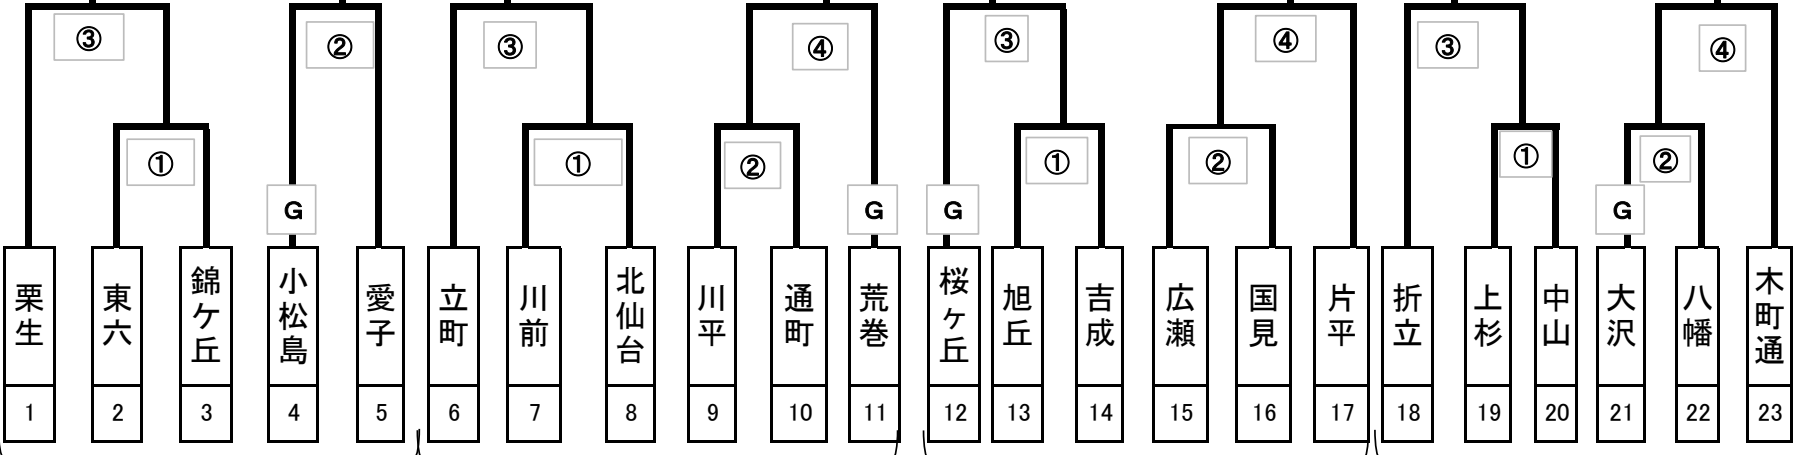 ③ ② ③ ④ ③ ④ ③ ④
① ① ② ① ② ① ②
G G G G
栗生
東六
錦ケ丘
小松島
愛子
立町
川前
北仙台
川平
通町
荒巻
桜ヶ丘
旭丘
吉成
広瀬
国見
片平
折立
上杉
中山
大沢
八幡
木町通
1 2 3 4 5 6 7 8 9 10 11 12 13 14 15 16 17 18 19 20 21 22 23